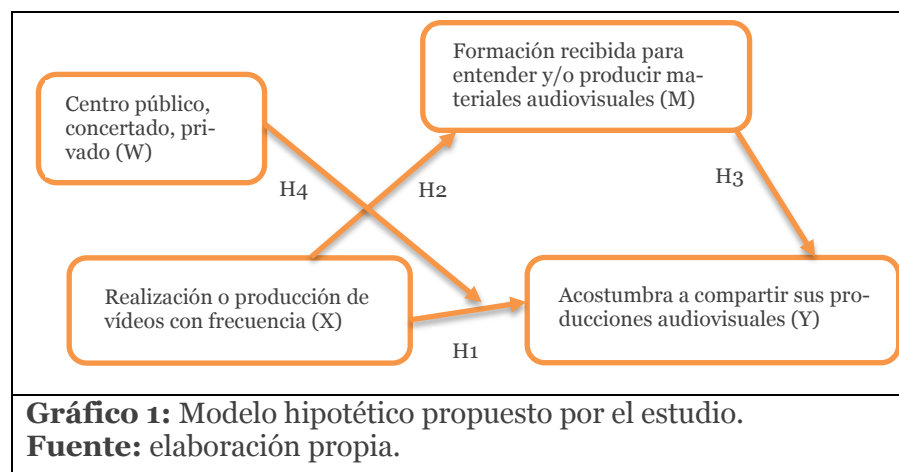 Formación recibida para
entender y/o producir ma-
teriales audiovisuales (M)
Centro público,
concertado, pri-
vado (W)
H4
H2
H3
Realización o producción de
vídeos con frecuencia (X)
Acostumbra a compartir sus pro-
ducciones audiovisuales (Y)
H1
Gráfico 1: Modelo hipotético propuesto por el estudio.
Fuente: elaboración propia.